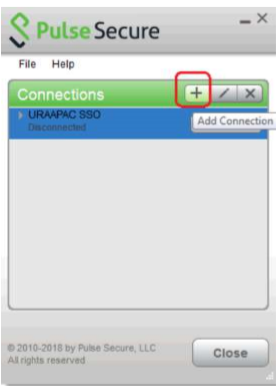 Pulse Secure
File Help
Connections
URAAPAC SSO
Disconnected
Add Connection
© 2010-2018 by Pulse Secure, LLC
All rights reserved
Close